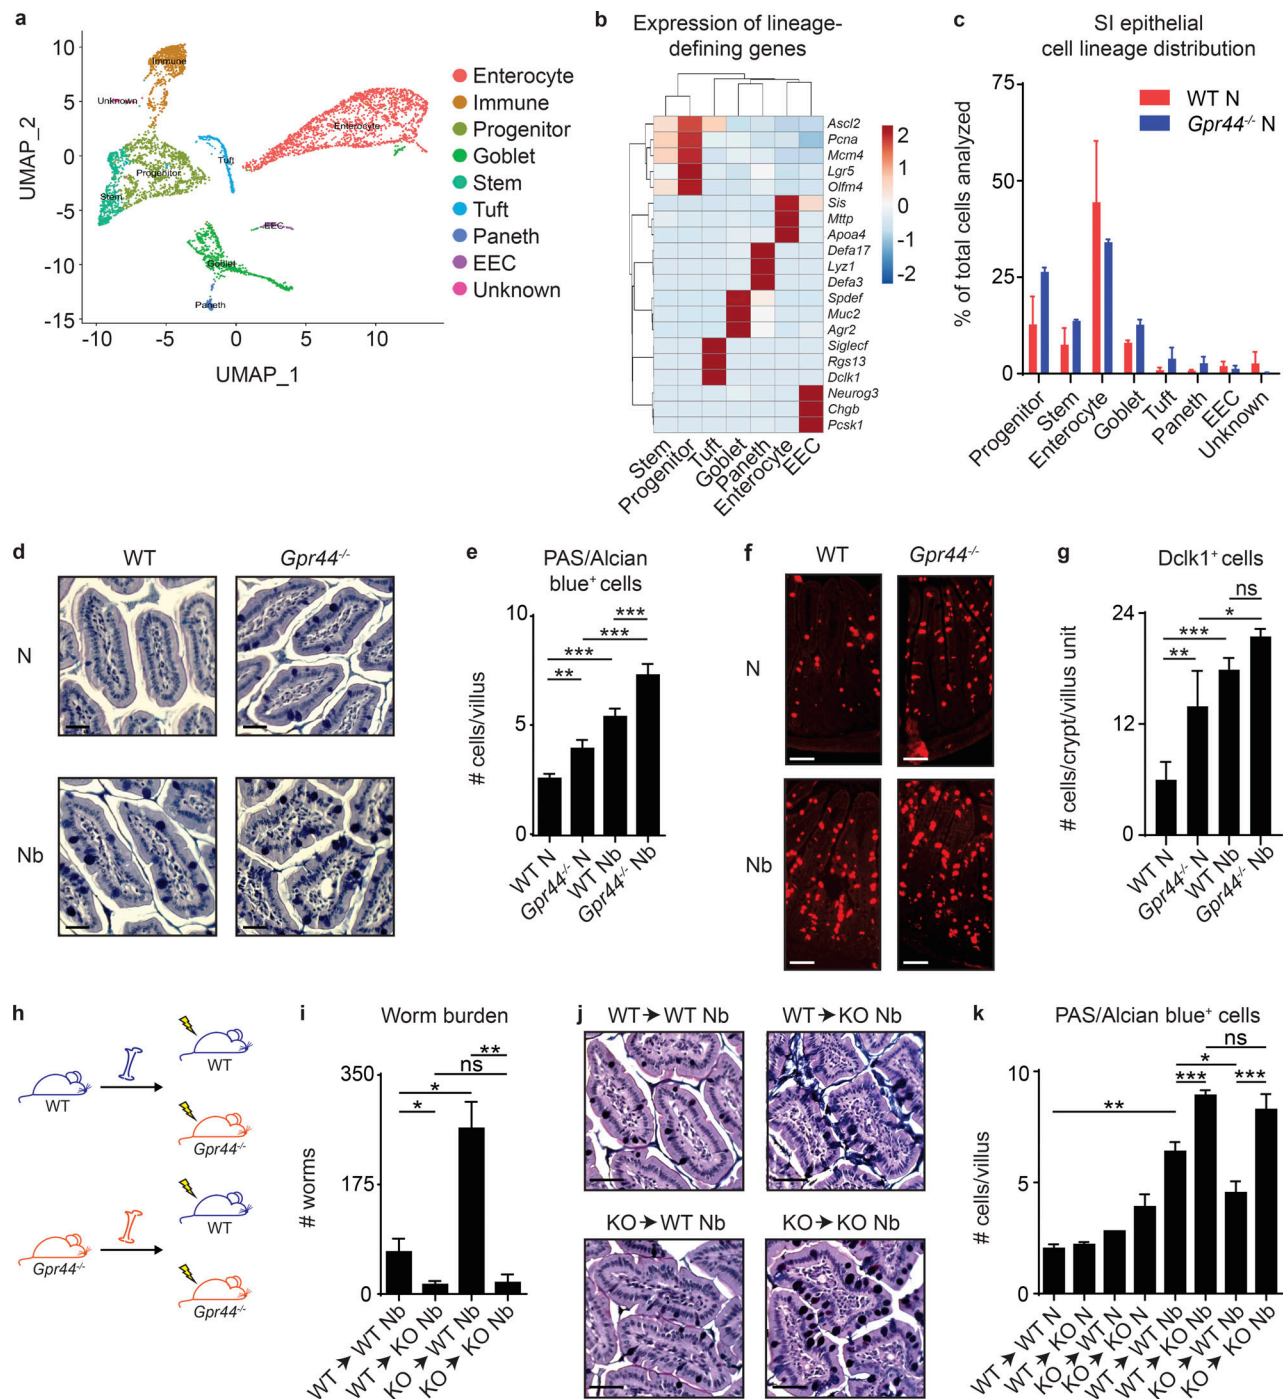 a
10
5
0
-5
-10
-15
UMAP_2
-10
-5
0
5
10
UMAP_1
Immune
Unknown
Enterocyte
Tuft
Progenitor
Stem
EEC
Goblet
Paneth
Enterocyte
Immune
Progenitor
Goblet
Stem
Tuft
Paneth
EEC
Unknown
b
Expression of lineage-
defining genes
Ascl2
Pcna
Mcm4
Lgr5
Olfm4
Sis
Mttp
Apoa4
Defa17
Lyz1
Defa3
Spdef
Muc2
Agr2
Siglecf
Rgs13
Dclk1
Neurog3
Chgb
Pcsk1
2
1
0
-1
-2
Stem
Progenitor
Tuft
Goblet
Paneth
Enterocyte
EEC
c
SI epithelial
cell lineage distribution
WT N
Gpr44-/- N
% of total cells analyzed
75
50
25
0
Progenitor
Stem
Enterocyte
Goblet
Tuft
Paneth
EEC
Unknown
d
WT
Gpr44-/-
N
Nb
e
PAS/Alcian
blue+ cells
***
***
***
**
10
5
0
# cells/villus
WT N
Gpr44-/- N
WT Nb
Gpr44-/- Nb
f
WT
Gpr44-/-
N
Nb
g
Dclk1+ cells
ns
*
***
**
24
12
0
# cells/crypt/villus unit
WT N
Gpr44-/- N
WT Nb
Gpr44-/- Nb
h
WT
WT
Gpr44-/-
Gpr44-/-
WT
Gpr44-/-
i
Worm burden
**
ns
*
*
350
175
0
# worms
WT➤WT Nb
WT➤KO Nb
KO➤WT Nb
KO➤KO Nb
j
WT➤WT Nb
WT➤KO Nb
KO➤WT Nb
KO➤KO Nb
k
PAS/Alcian blue+ cells
ns
*
***
***
**
10
5
0
# cells/villus
WT➤WT N
WT➤KO N
KO➤WT N
KO➤KO N
WT➤WT Nb
WT➤KO Nb
KO➤WT Nb
KO➤KO Nb